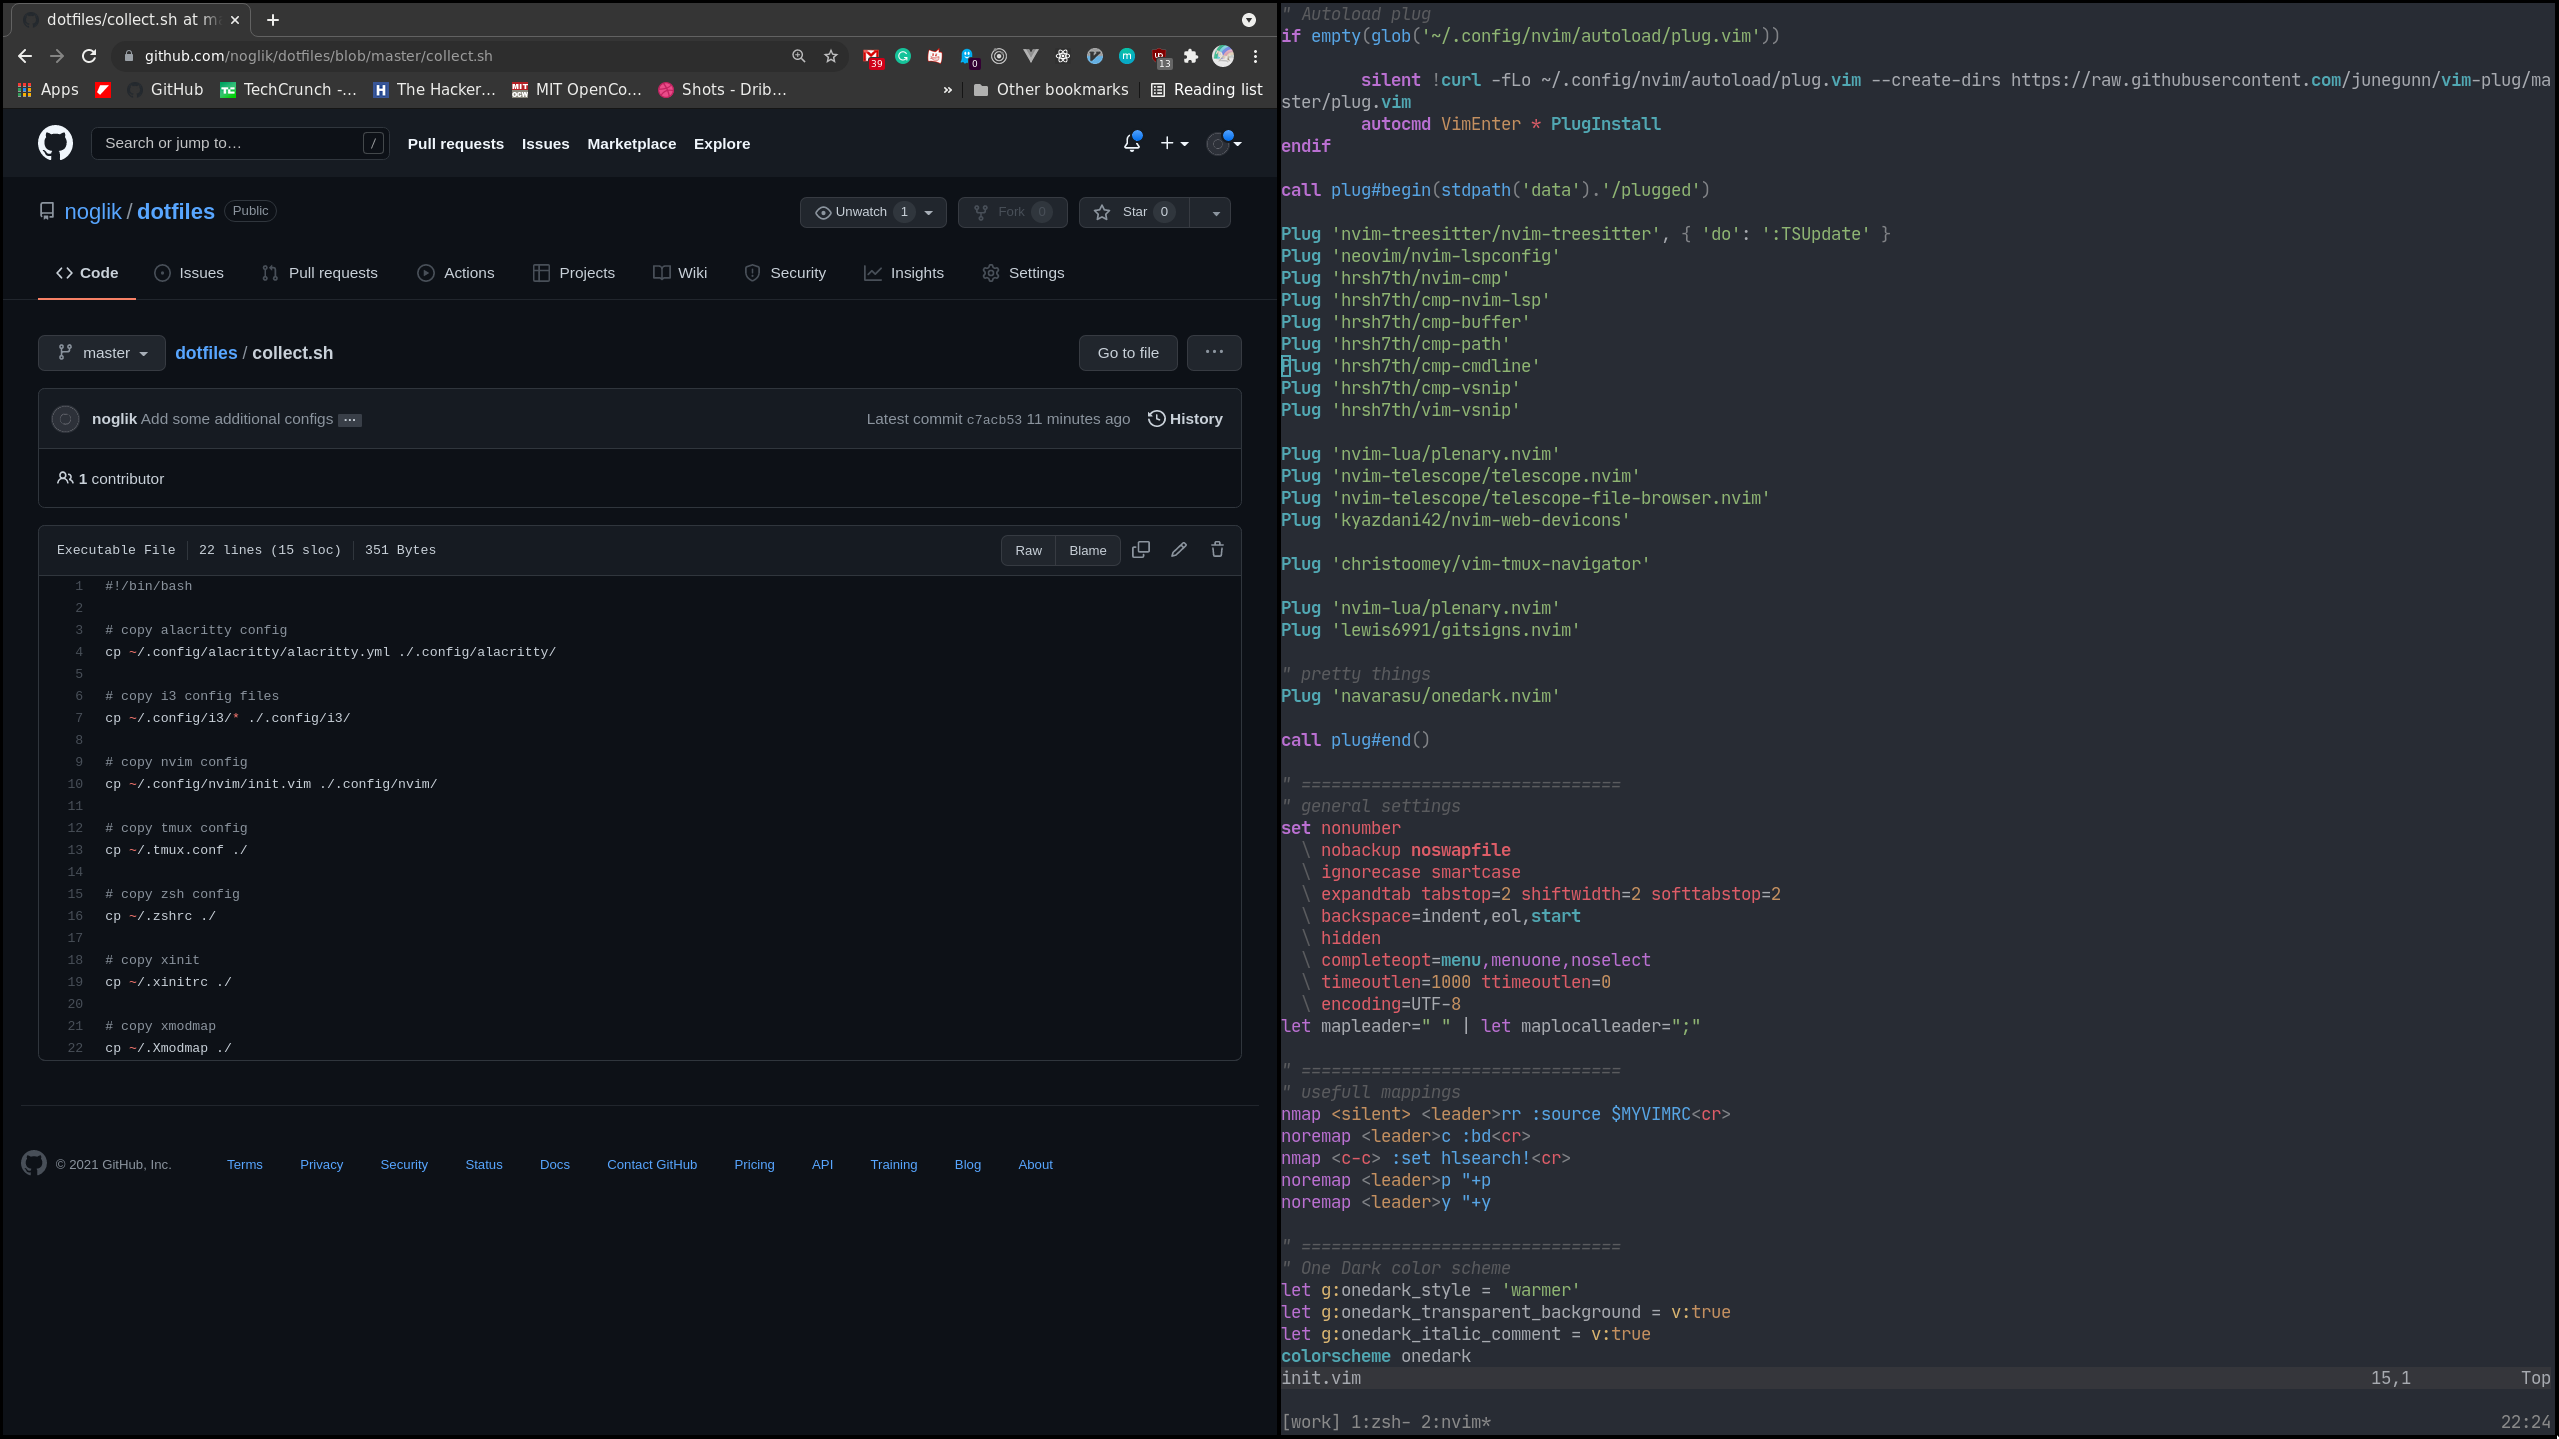 dotfiles/collect.sh at ma
github.com/noglik/dotfiles/blob/master/collect.sh
39
0
13
Apps
GitHub
TechCrunch -...
The Hacker...
MIT OpenCo...
Shots - Drib...
»
Other bookmarks
Reading list
Search or jump to...
/
Pull requests
Issues
Marketplace
Explore
noglik / dotfiles Public
Unwatch 1
Fork 0
Star 0
Code
Issues
Pull requests
Actions
Projects
Wiki
Security
Insights
Settings
master
dotfiles / collect.sh
Go to file
...
noglik Add some additional configs ...
Latest commit c7acb53 11 minutes ago
History
1 contributor
Executable File
22 lines (15 sloc)
351 Bytes
Raw
Blame
1 #!/bin/bash
2
3 # copy alacritty config
4 cp ~/.config/alacritty/alacritty.yml ./.config/alacritty/
5
6 # copy i3 config files
7 cp ~/.config/i3/* ./.config/i3/
8
9 # copy nvim config
10 cp ~/.config/nvim/init.vim ./.config/nvim/
11
12 # copy tmux config
13 cp ~/.tmux.conf ./
14
15 # copy zsh config
16 cp ~/.zshrc ./
17
18 # copy xinit
19 cp ~/.xinitrc ./
20
21 # copy xmodmap
22 cp ~/.Xmodmap ./
© 2021 GitHub, Inc.
Terms
Privacy
Security
Status
Docs
Contact GitHub
Pricing
API
Training
Blog
About
" Autoload plug
if empty(glob('~/.config/nvim/autoload/plug.vim'))
silent !curl -fLo ~/.config/nvim/autoload/plug.vim --create-dirs https://raw.githubusercontent.com/junegunn/vim-plug/ma
ster/plug.vim
autocmd VimEnter * PlugInstall
endif
call plug#begin(stdpath('data').'/plugged')
Plug 'nvim-treesitter/nvim-treesitter', { 'do': ':TSUpdate' }
Plug 'neovim/nvim-lspconfig'
Plug 'hrsh7th/nvim-cmp'
Plug 'hrsh7th/cmp-nvim-lsp'
Plug 'hrsh7th/cmp-buffer'
Plug 'hrsh7th/cmp-path'
Plug 'hrsh7th/cmp-cmdline'
Plug 'hrsh7th/cmp-vsnip'
Plug 'hrsh7th/vim-vsnip'
Plug 'nvim-lua/plenary.nvim'
Plug 'nvim-telescope/telescope.nvim'
Plug 'nvim-telescope/telescope-file-browser.nvim'
Plug 'kyazdani42/nvim-web-devicons'
Plug 'christoomey/vim-tmux-navigator'
Plug 'nvim-lua/plenary.nvim'
Plug 'lewis6991/gitsigns.nvim'
" pretty things
Plug 'navarasu/onedark.nvim'
call plug#end()
" ================================
" general settings
set nonumber
\ nobackup noswapfile
\ ignorecase smartcase
\ expandtab tabstop=2 shiftwidth=2 softtabstop=2
\ backspace=indent,eol,start
\ hidden
\ completeopt=menu,menuone,noselect
\ timeoutlen=1000 ttimeoutlen=0
\ encoding=UTF-8
let mapleader=" " | let maplocalleader=";"
" ================================
" usefull mappings
nmap <silent> <leader>rr :source $MYVIMRC<cr>
noremap <leader>c :bd<cr>
nmap <c-c> :set hlsearch!<cr>
noremap <leader>p "+p
noremap <leader>y "+y
" ================================
" One Dark color scheme
let g:onedark_style = 'warmer'
let g:onedark_transparent_background = v:true
let g:onedark_italic_comment = v:true
colorscheme onedark
init.vim 15,1 Top
[work] 1:zsh- 2:nvim* 22:24